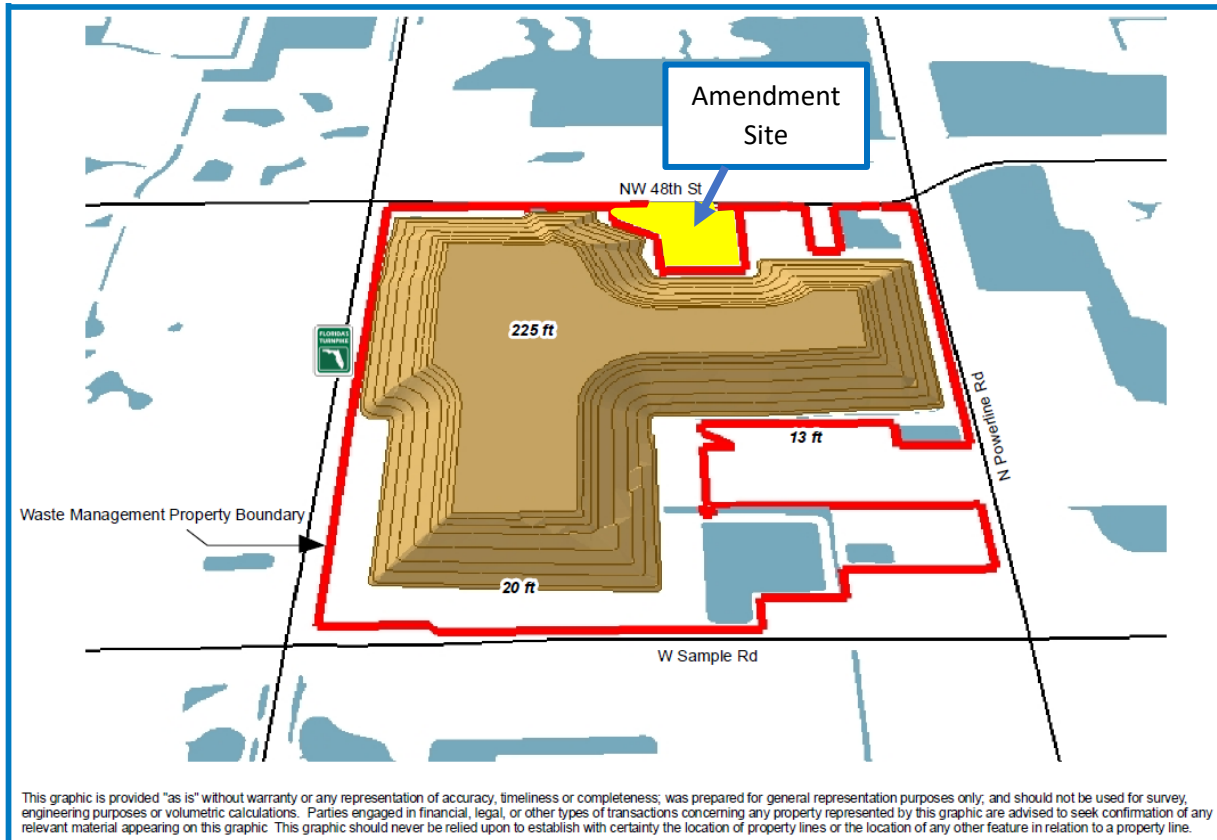 Amendment
Site
NW 48th St
225 ft
FLORIDA'S
TURNPIKE
N Powerline Rd
13 ft
Waste Management Property Boundary
20 ft
W Sample Rd
This graphic is provided "as is" without warranty or any representation of accuracy, timeliness or completeness; was prepared for general representation purposes only; and should not be used for survey,
engineering purposes or volumetric calculations. Parties engaged in financial, legal, or other types of transactions concerning any property represented by this graphic are advised to seek confirmation of any
relevant material appearing on this graphic This graphic should never be relied upon to establish with certainty the location of property lines or the location of any other feature in relation to a property line.